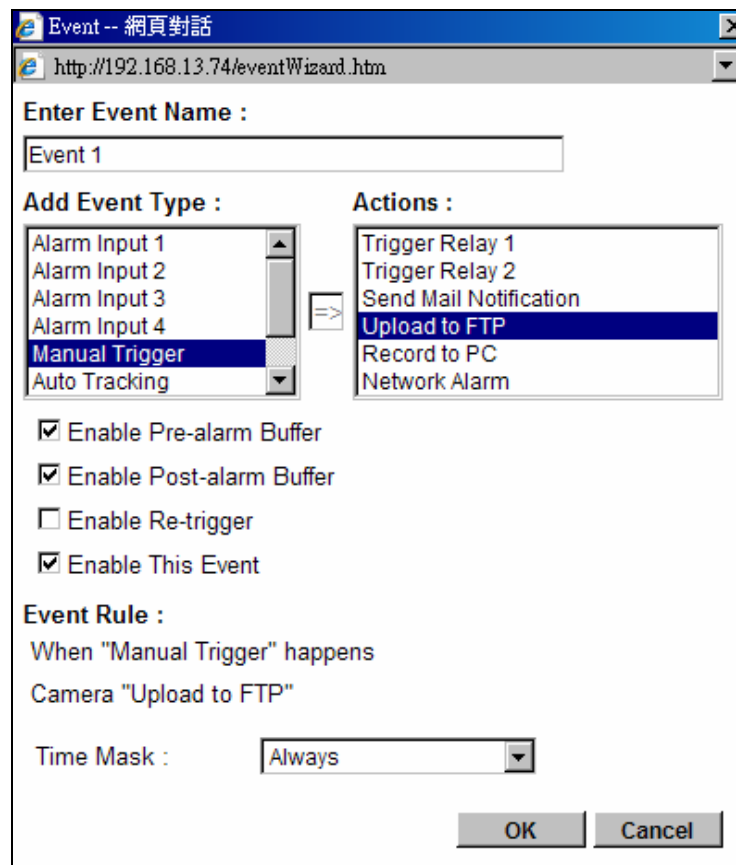 Event -- 網頁對話
http://192.168.13.74/eventWizard.htm
Enter Event Name :
Event 1
Add Event Type :
Actions :
Alarm Input 1
Alarm Input 2
Alarm Input 3
Alarm Input 4
Manual Trigger
Auto Tracking
=>
Trigger Relay 1
Trigger Relay 2
Send Mail Notification
Upload to FTP
Record to PC
Network Alarm
Enable Pre-alarm Buffer
Enable Post-alarm Buffer
Enable Re-trigger
Enable This Event
Event Rule :
When "Manual Trigger" happens
Camera "Upload to FTP"
Time Mask :
Always
OK
Cancel